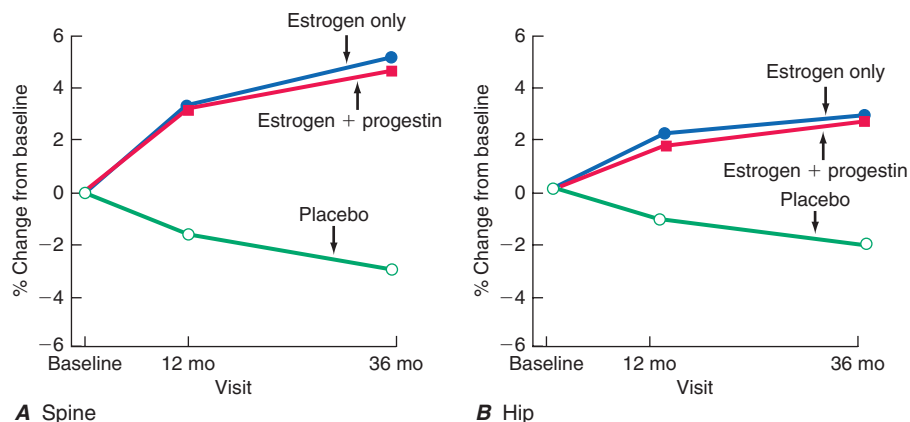 Estrogen only
6
4
2
0
−2
−4
−6
% Change from baseline
Estrogen + progestin
Placebo
Baseline
12 mo
36 mo
Visit
A Spine
6
4
2
0
−2
−4
−6
% Change from baseline
Estrogen only
Estrogen + progestin
Placebo
Baseline
12 mo
36 mo
Visit
B Hip